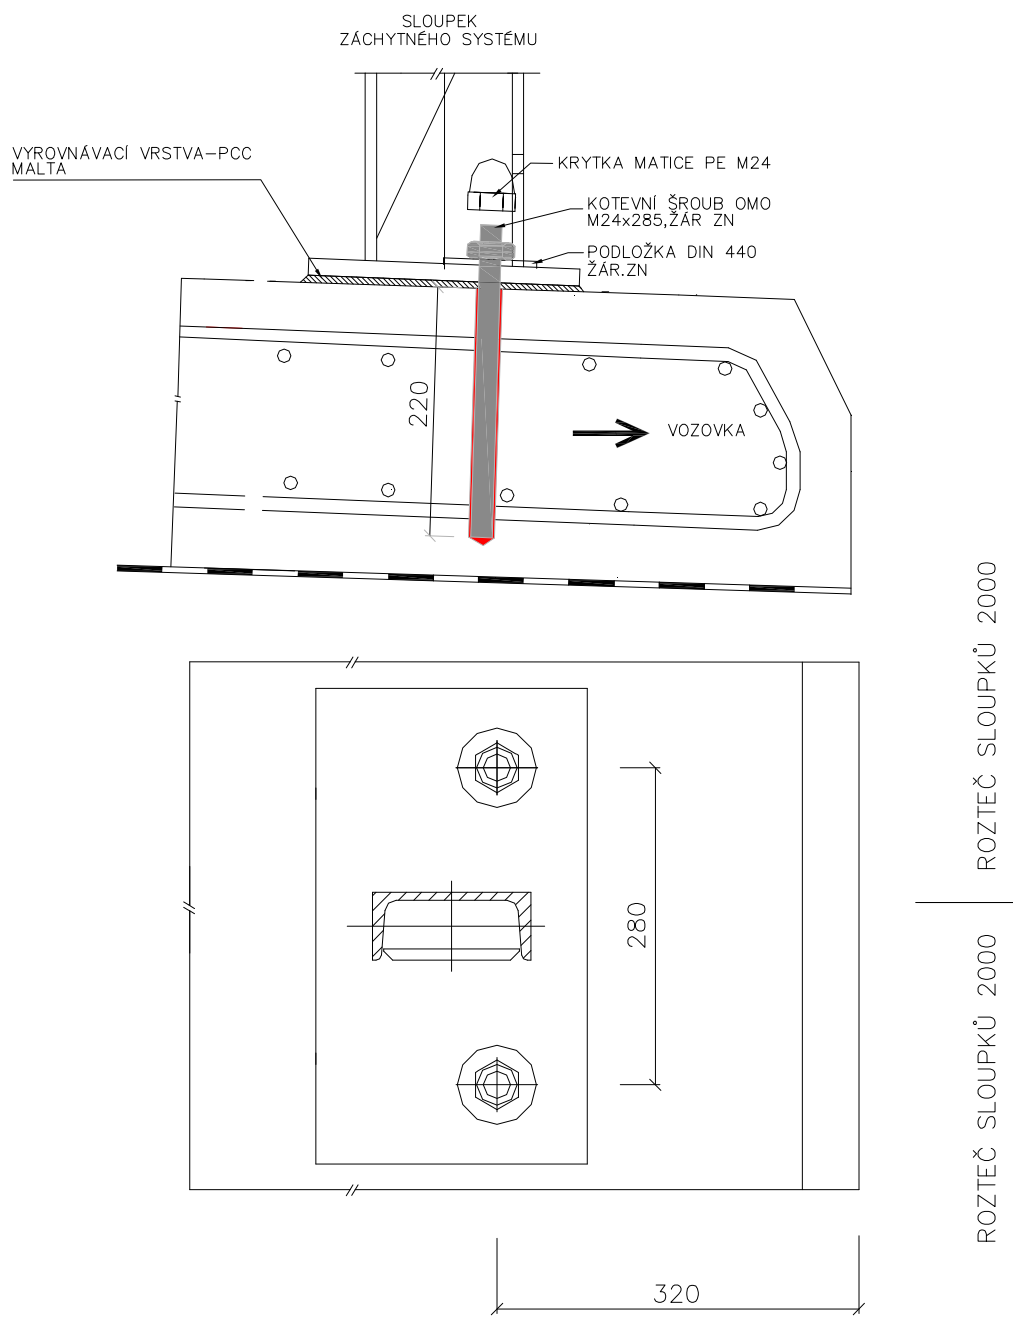 SLOUPEK
ZÁCHYTNÉHO SYSTÉMU
VYROVNÁVACÍ VRSTVA-PCC
MALTA
KRYTKA MATICE PE M24
KOTEVNÍ ŠROUB OMO
M24x285,ŽÁR ZN
PODLOŽKA DIN 440
ŽÁR.ZN
220
VOZOVKA
ROZTEČ SLOUPKŮ 2000
280
ROZTEČ SLOUPKŮ 2000
320